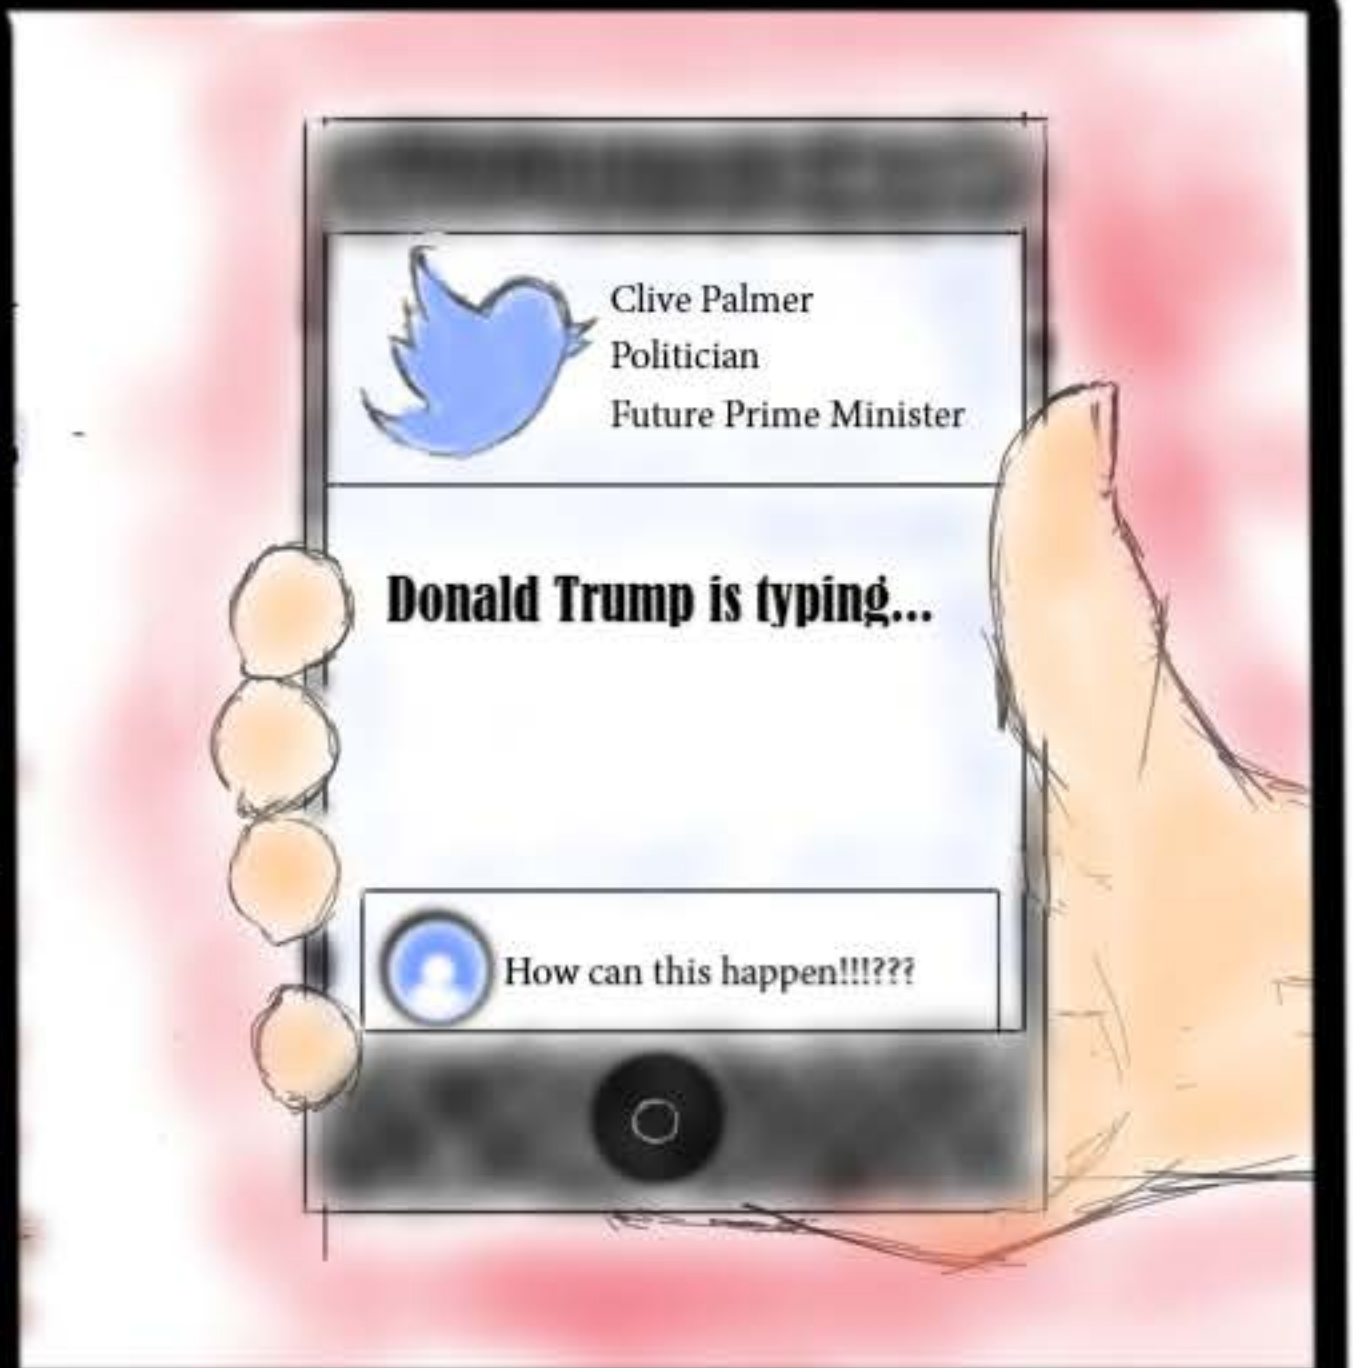 Clive Palmer
Politician
Future Prime Minister
Donald Trump is typing...
How can this happen!!!???